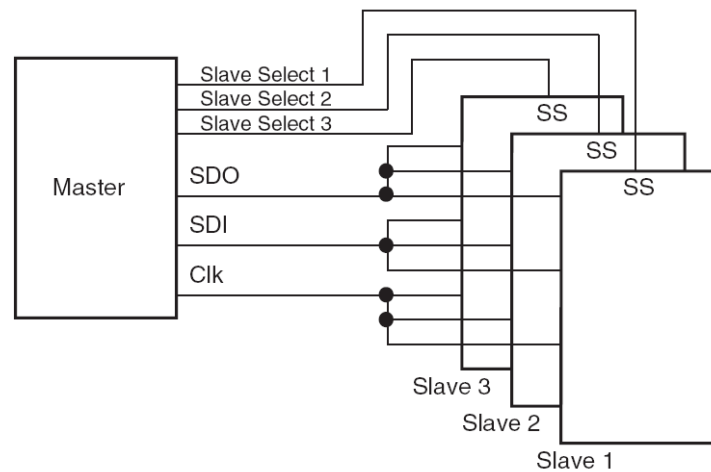 Slave Select 1
Slave Select 2
Slave Select 3
SS
SS
SS
Master
SDO
SDI
Clk
Slave 3
Slave 2
Slave 1